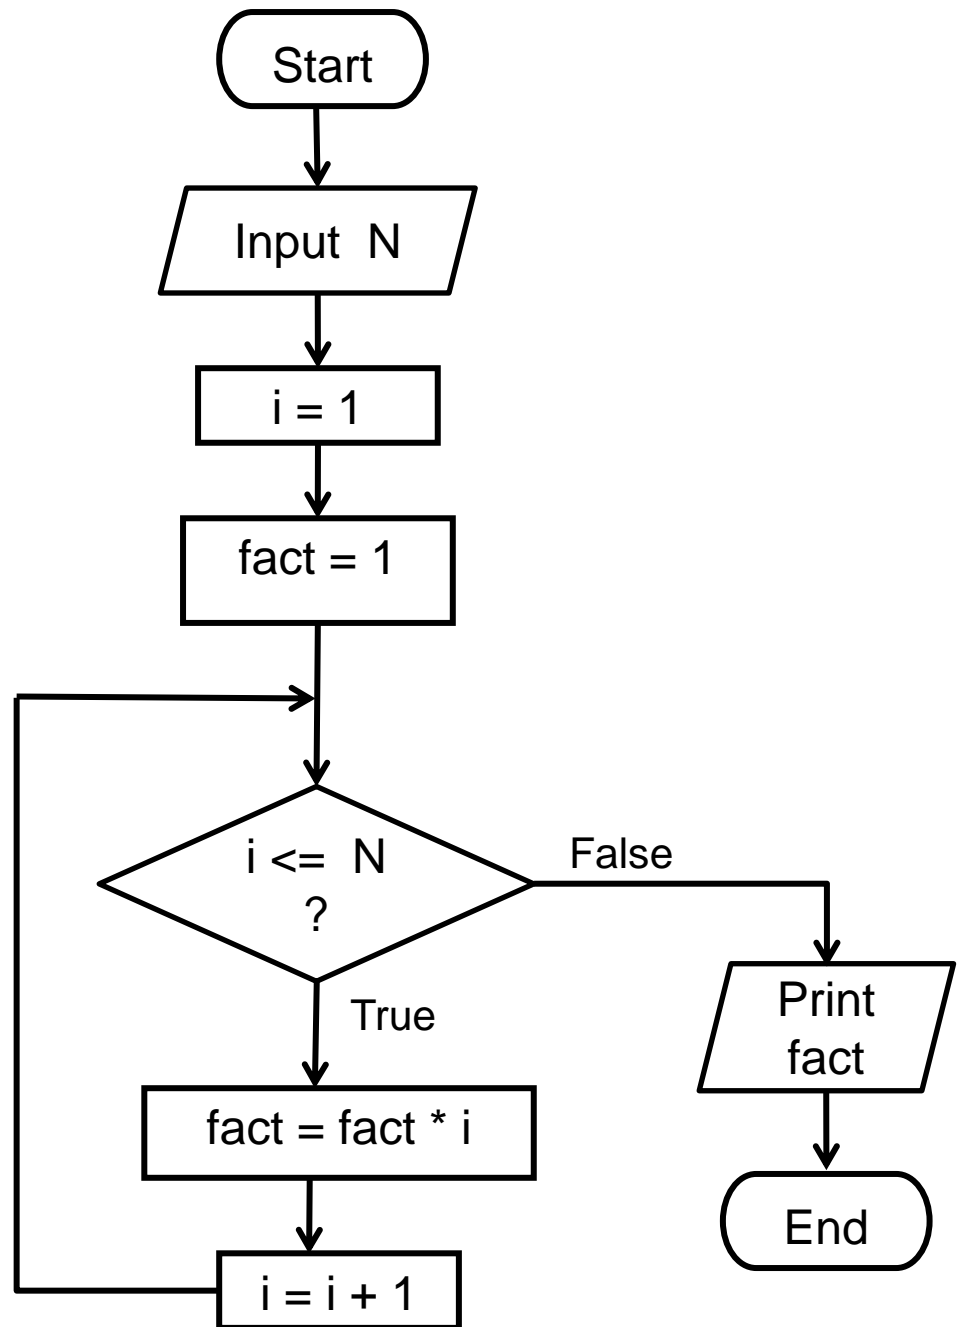 Start
Input N
i = 1
fact = 1
i <= N
?
False
True
Print
fact
fact = fact * i
End
i = i + 1